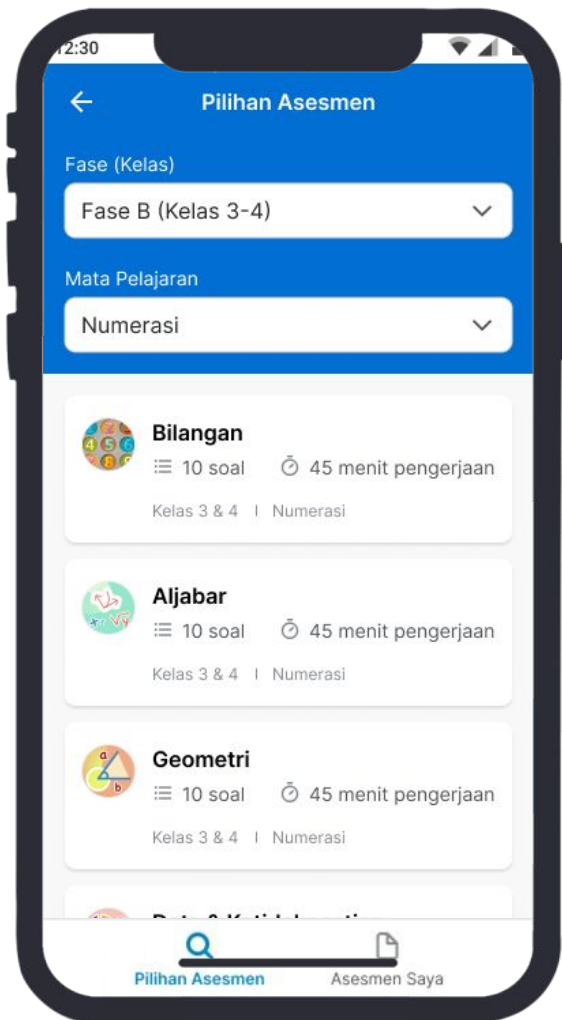 12:30
Pilihan Asesmen
Fase (Kelas)
Fase B (Kelas 3-4)
Mata Pelajaran
Numerasi
Bilangan
10 soal 45 menit pengerjaan
Kelas 3 & 4 I Numerasi
Aljabar
10 soal 45 menit pengerjaan
Kelas 3 & 4 I Numerasi
Geometri
10 soal 45 menit pengerjaan
Kelas 3 & 4 I Numerasi
Pilihan Asesmen
Asesmen Saya